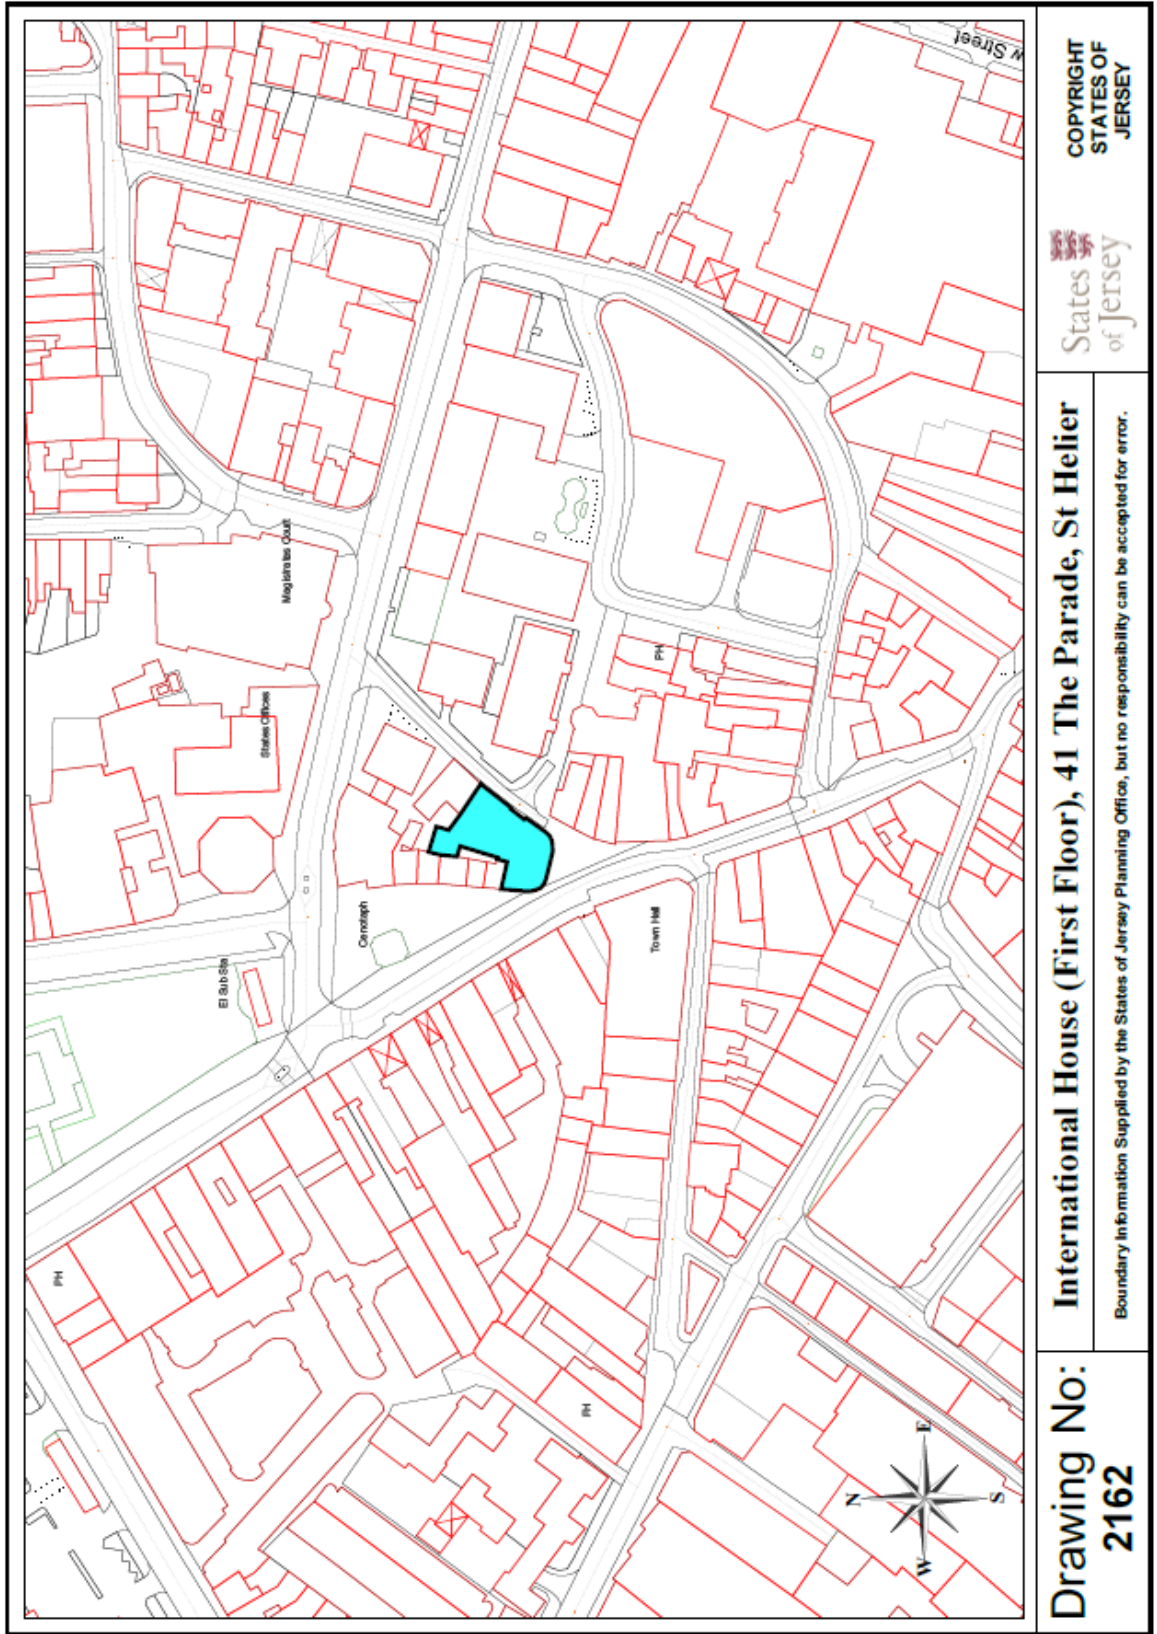 w Street
Magistrates Court
States Offices
El Sub Sta
Cenotaph
Town Hall
PH
PH
PH
N
E
S
W
Drawing No:
2162
International House (First Floor), 41 The Parade, St Helier
Boundary Information Supplied by the States of Jersey Planning Office, but no responsibility can be accepted for error.
States
of Jersey
COPYRIGHT
STATES OF
JERSEY